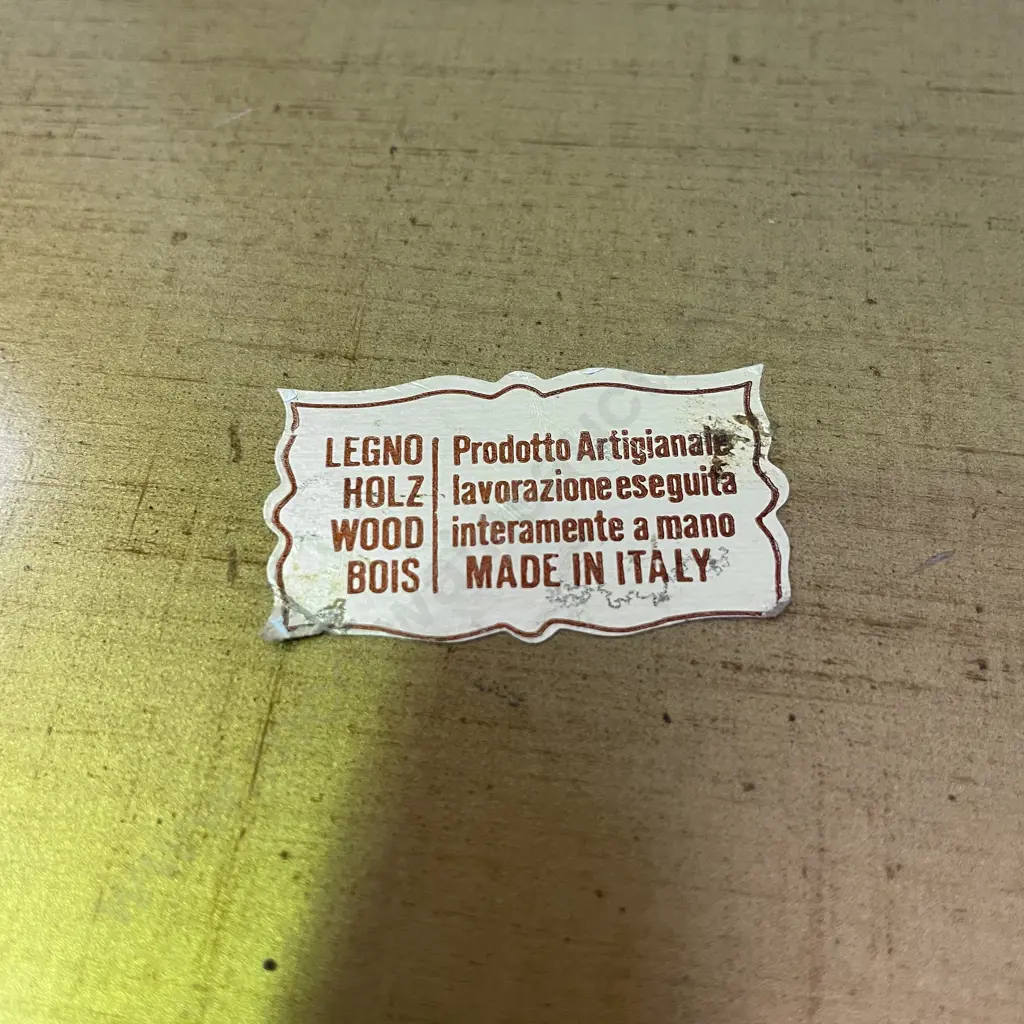 LEGNO
HOLZ
WOOD
BOIS
Prodotto Artigianale
lavorazione eseguita
interamente a mano
MADE IN ITALY